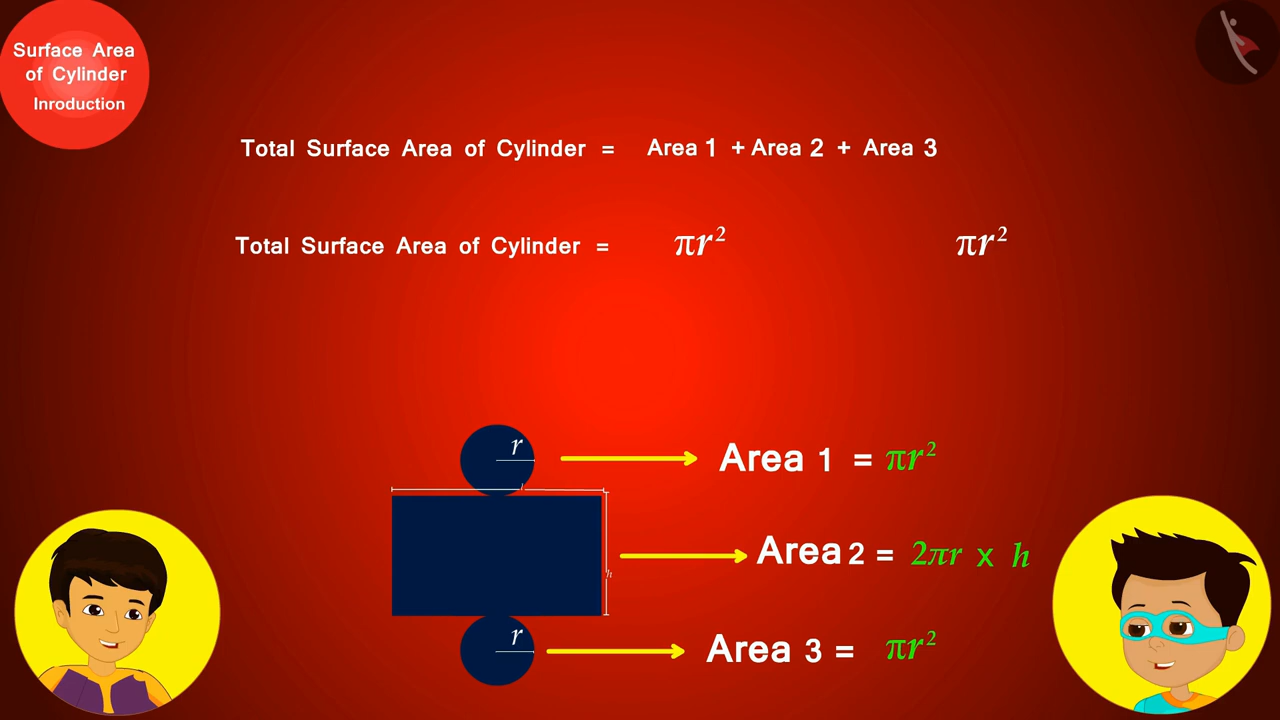 Surface Area
of Cylinder
Inroduction
Total Surface Area of Cylinder = Area 1 + Area 2 + Area 3
Total Surface Area of Cylinder = πr² πr²
r
Area 1 = πr²
l
h
Area 2 = 2πr x h
r
Area 3 = πr²